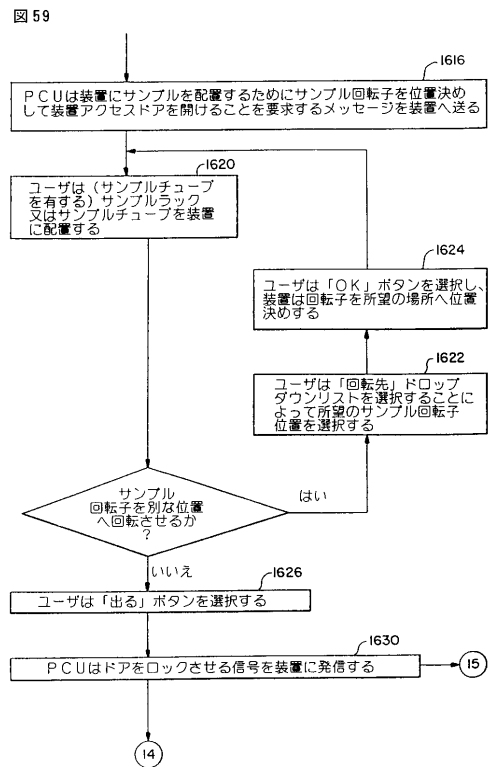 図59
1616
PCUは装置にサンプルを配置するためにサンプル回転子を位置決め
して装置アクセスドアを開けることを要求するメッセージを装置へ送る
1620
ユーザは(サンプルチューブ
を有する)サンプルラック
又はサンプルチューブを装置
に配置する
1624
ユーザは「OK」ボタンを選択し、
装置は回転子を所望の場所へ位置
決めする
1622
ユーザは「回転先」ドロップ
ダウンリストを選択することに
よって所望のサンプル回転子
位置を選択する
サンプル
回転子を別な位置
へ回転させるか
?
はい
いいえ
1626
ユーザは「出る」ボタンを選択する
1630
PCUはドアをロックさせる信号を装置に発信する
15
14